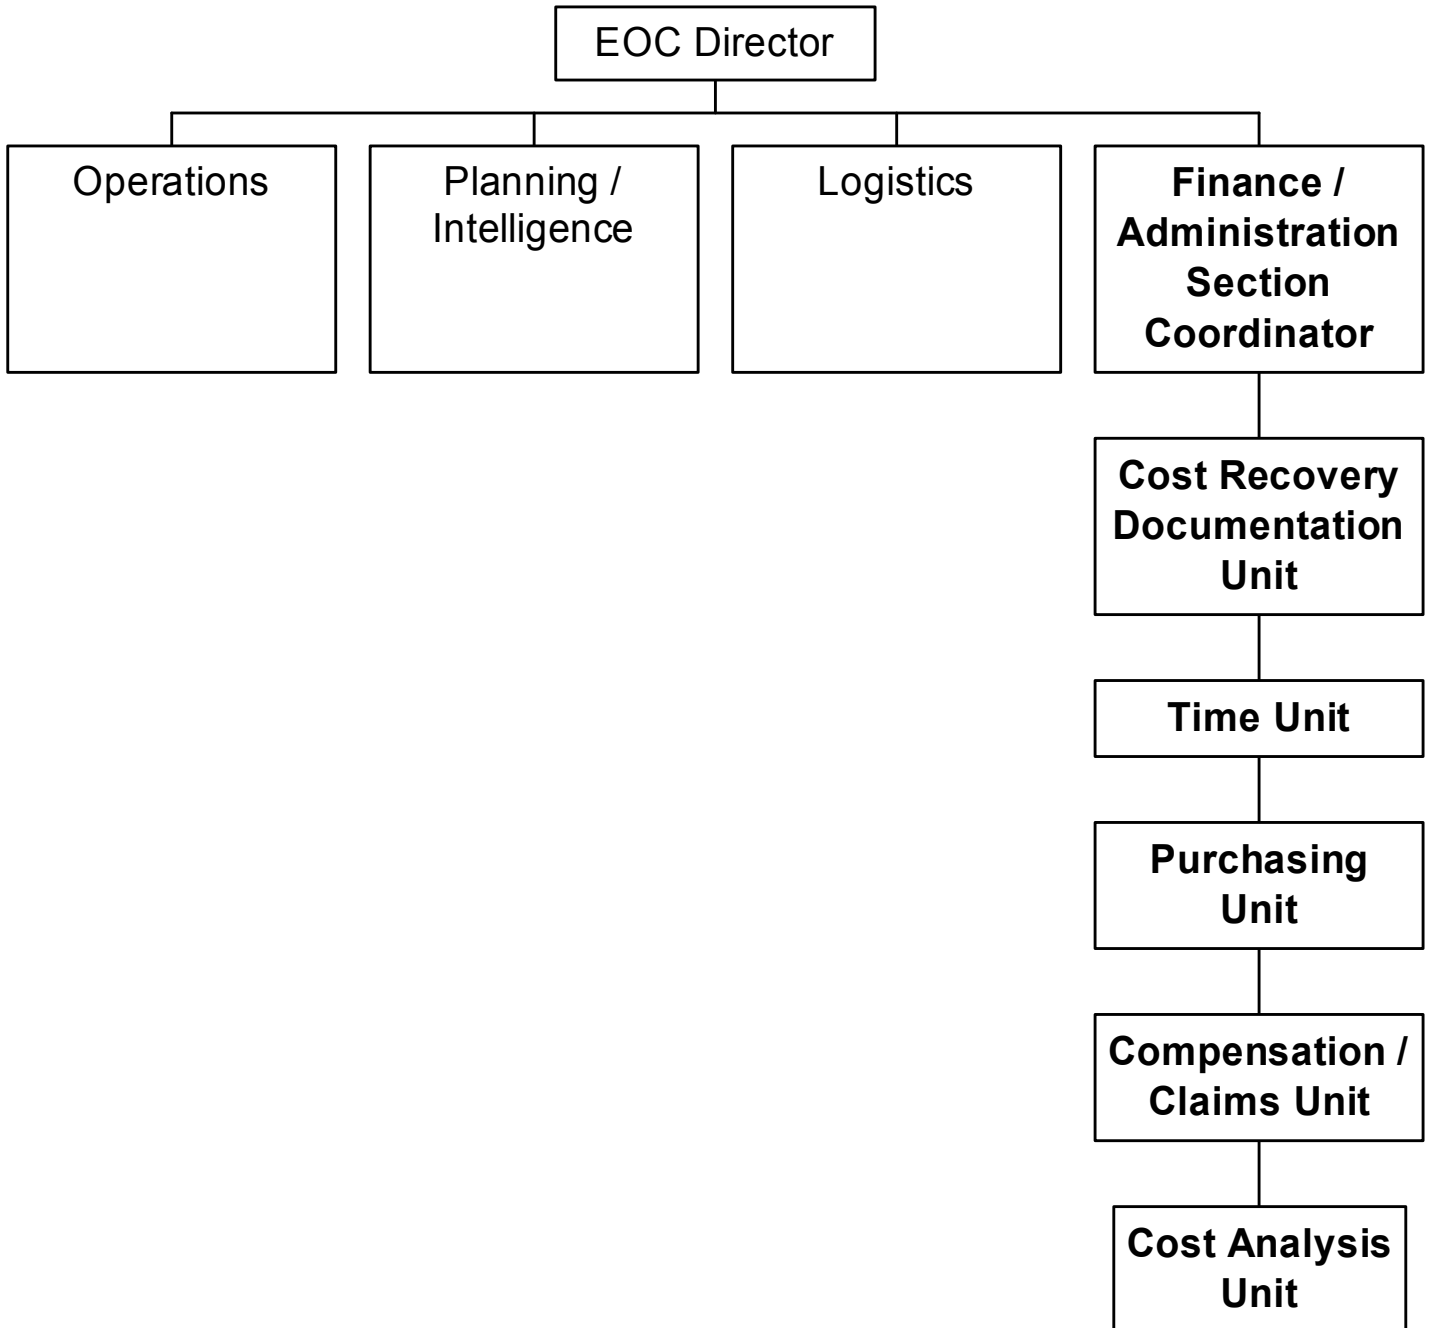 EOC Director
Operations
Planning /
Intelligence
Logistics
Finance /
Administration
Section
Coordinator
Cost Recovery
Documentation
Unit
Time Unit
Purchasing
Unit
Compensation /
Claims Unit
Cost Analysis
Unit